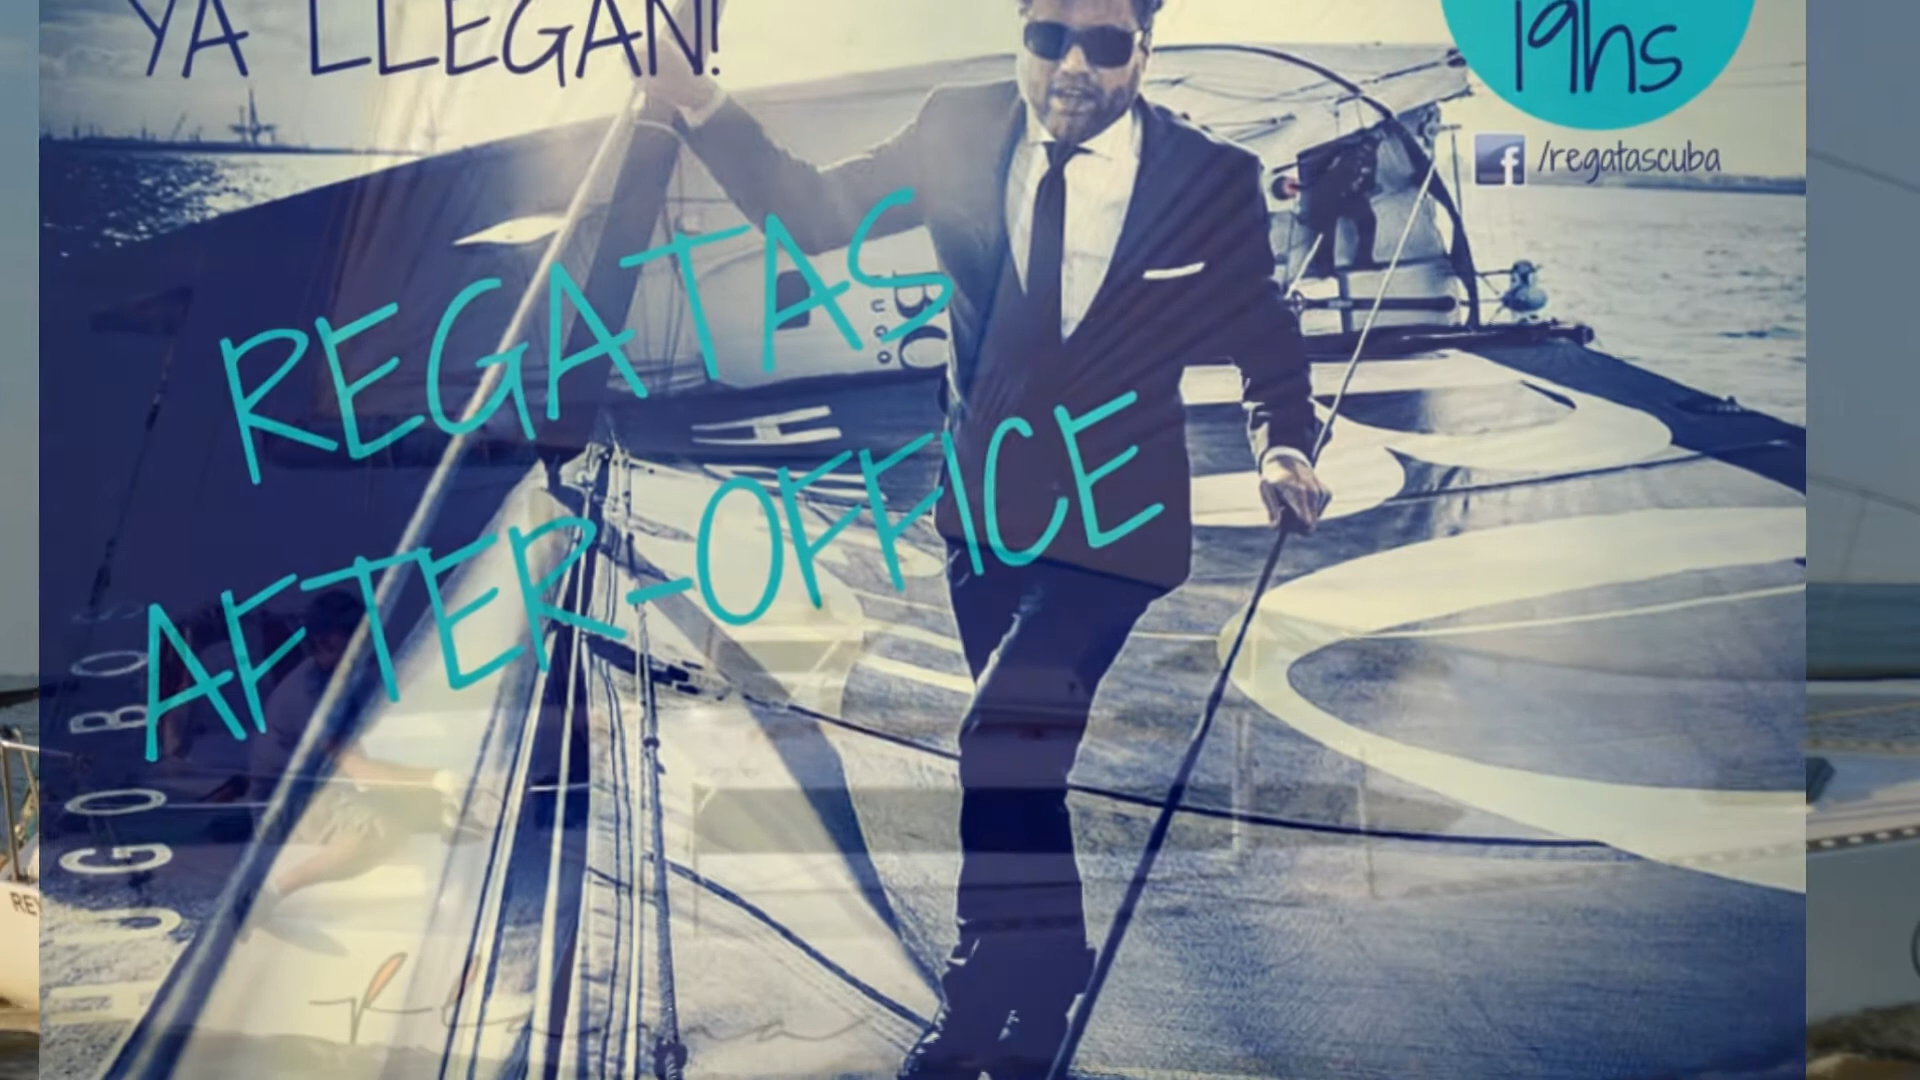 YA LLEGAN!
19hs
/regatascuba
REGATAS
AFTER-OFFICE
HUGO BOSS